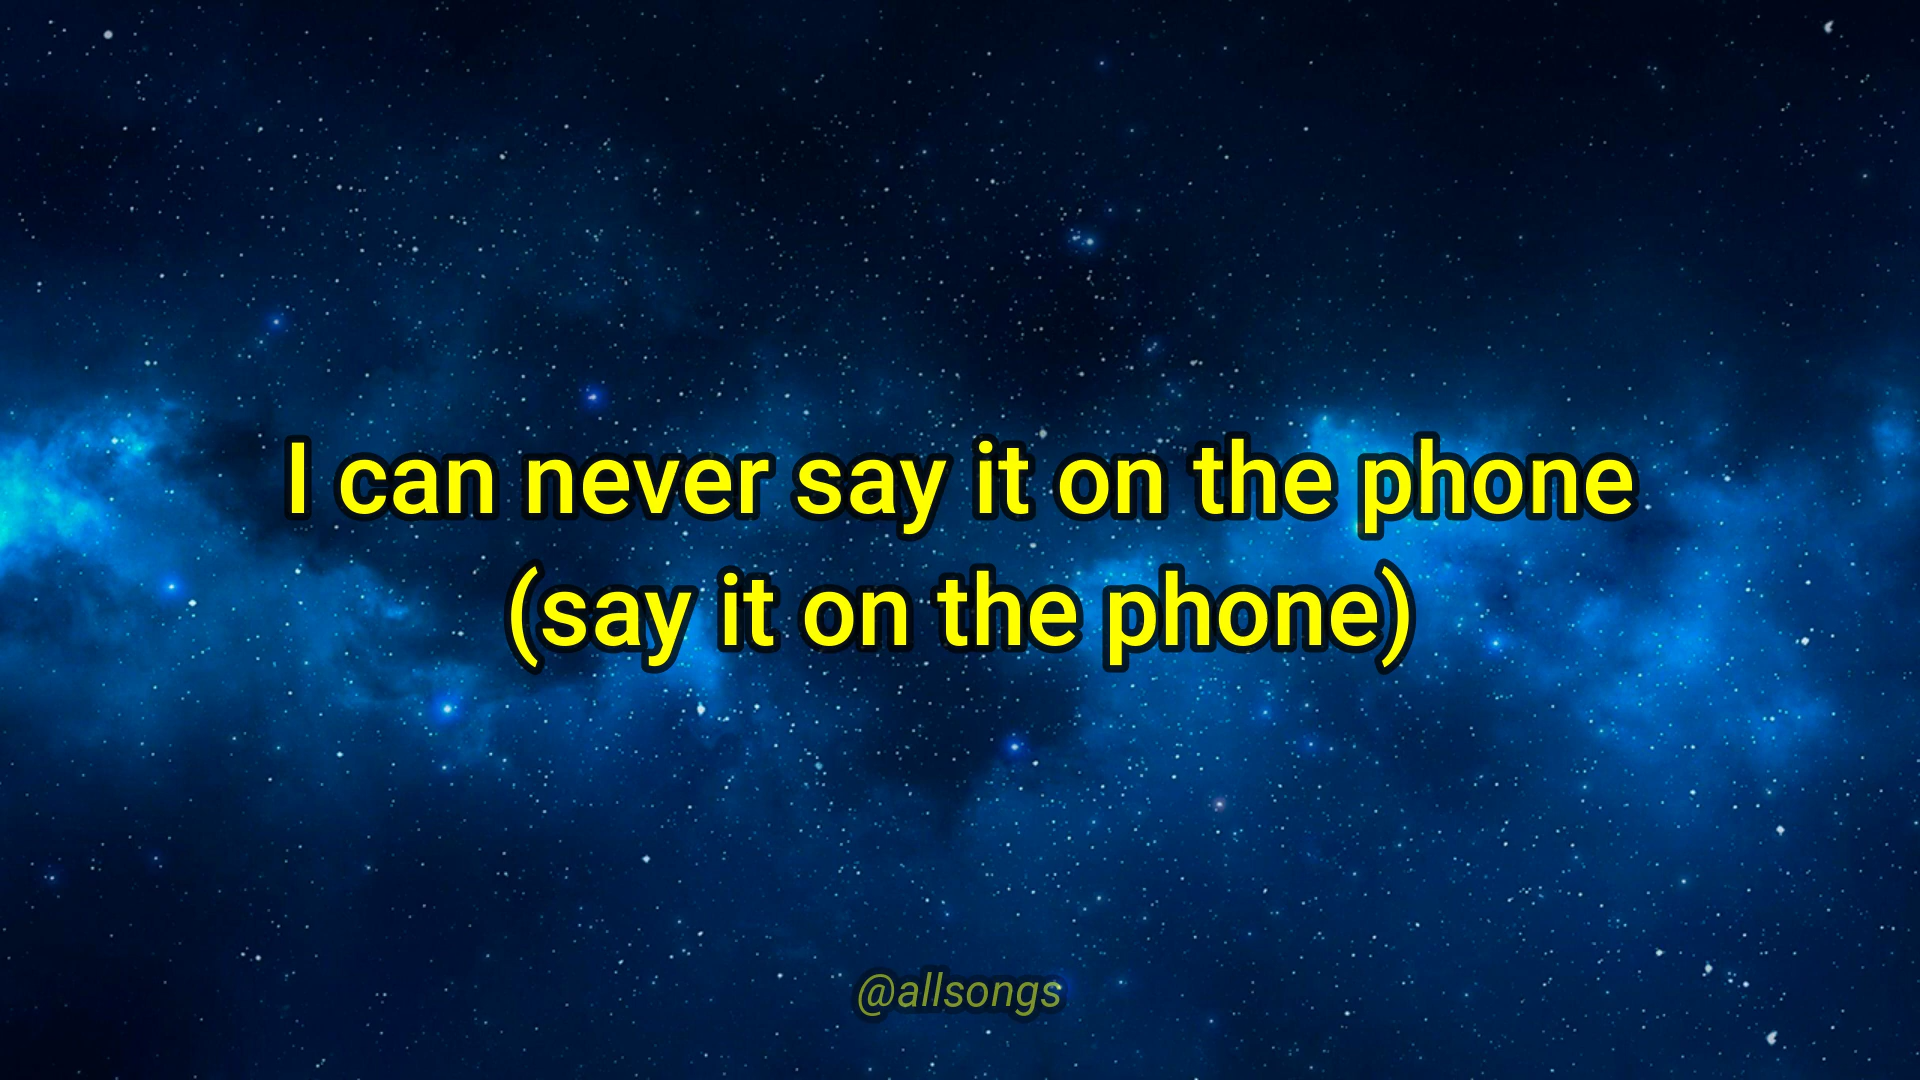 I can never say it on the phone
(say it on the phone)
@allsongs